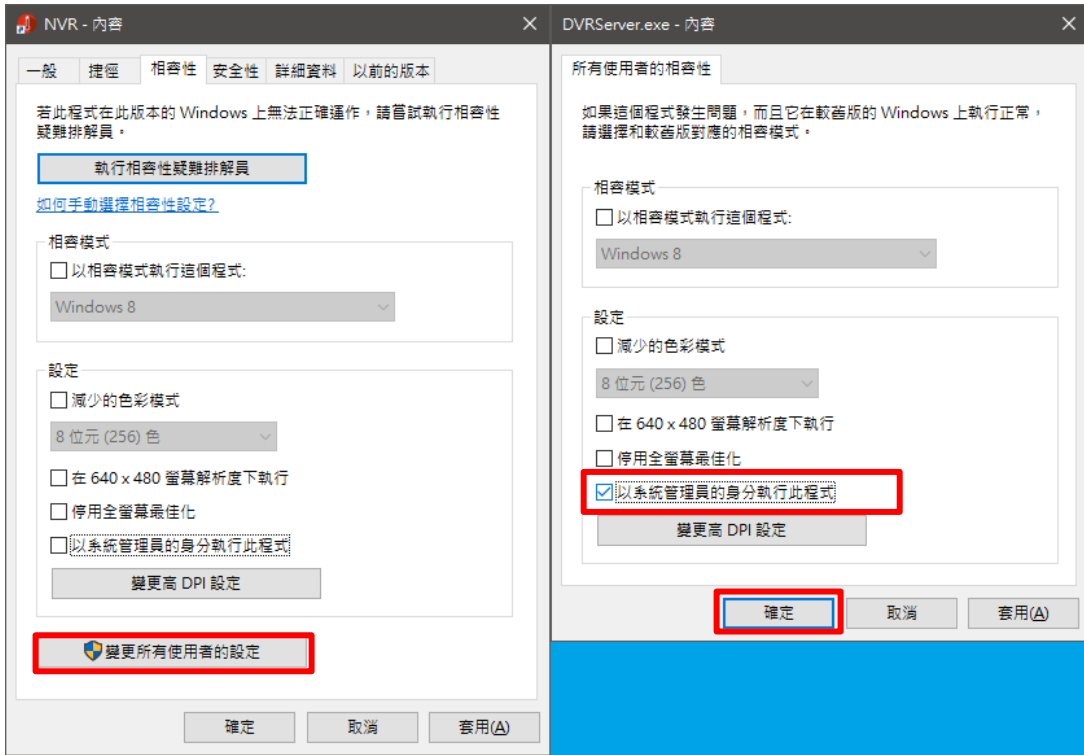 NVR - 內容
一般
捷徑
相容性
安全性
詳細資料
以前的版本
若此程式在此版本的 Windows 上無法正確運作，請嘗試執行相容性
疑難排解員。
執行相容性疑難排解員
如何手動選擇相容性設定?
相容模式
以相容模式執行這個程式:
Windows 8
設定
減少的色彩模式
8 位元 (256) 色
在 640 x 480 螢幕解析度下執行
停用全螢幕最佳化
以系統管理員的身分執行此程式
變更高 DPI 設定
變更所有使用者的設定
確定
取消
套用(A)
DVRServer.exe - 內容
所有使用者的相容性
如果這個程式發生問題，而且它在較舊版的 Windows 上執行正常，
請選擇和較舊版對應的相容模式。
相容模式
以相容模式執行這個程式:
Windows 8
設定
減少的色彩模式
8 位元 (256) 色
在 640 x 480 螢幕解析度下執行
停用全螢幕最佳化
以系統管理員的身分執行此程式
變更高 DPI 設定
確定
取消
套用(A)